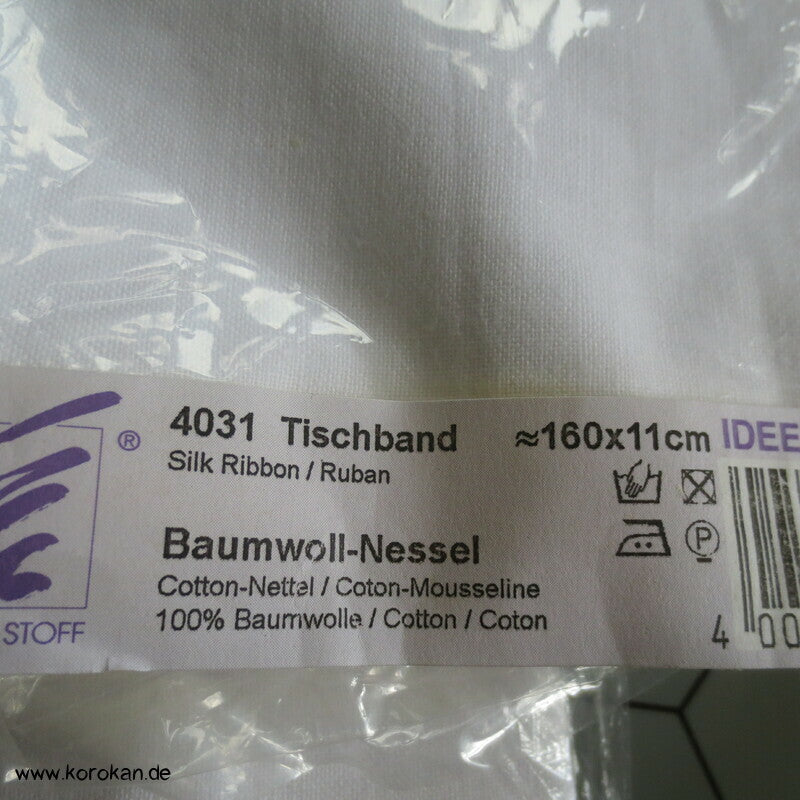 ®
4031 Tischband ≈160x11cm IDEE
Silk Ribbon / Ruban
Baumwoll-Nessel
Cotton-Nettel / Coton-Mousseline
100% Baumwolle / Cotton / Coton
P
STOFF
4 00
www.korokan.de